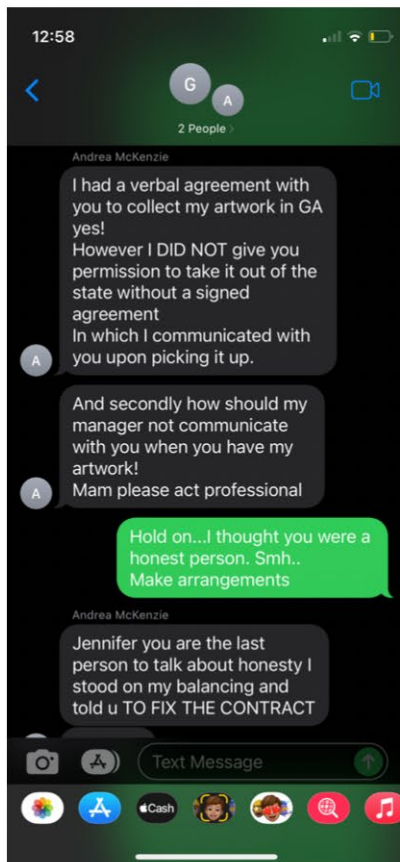 12:58
G
A
2 People
Andrea McKenzie
I had a verbal agreement with
you to collect my artwork in GA
yes!
However I DID NOT give you
permission to take it out of the
state without a signed
agreement
In which I communicated with
you upon picking it up.
A
And secondly how should my
manager not communicate
with you when you have my
artwork!
Mam please act professional
A
Hold on...I thought you were a
honest person. Smh..
Make arrangements
Andrea McKenzie
Jennifer you are the last
person to talk about honesty I
stood on my balancing and
told u TO FIX THE CONTRACT
Text Message
Cash